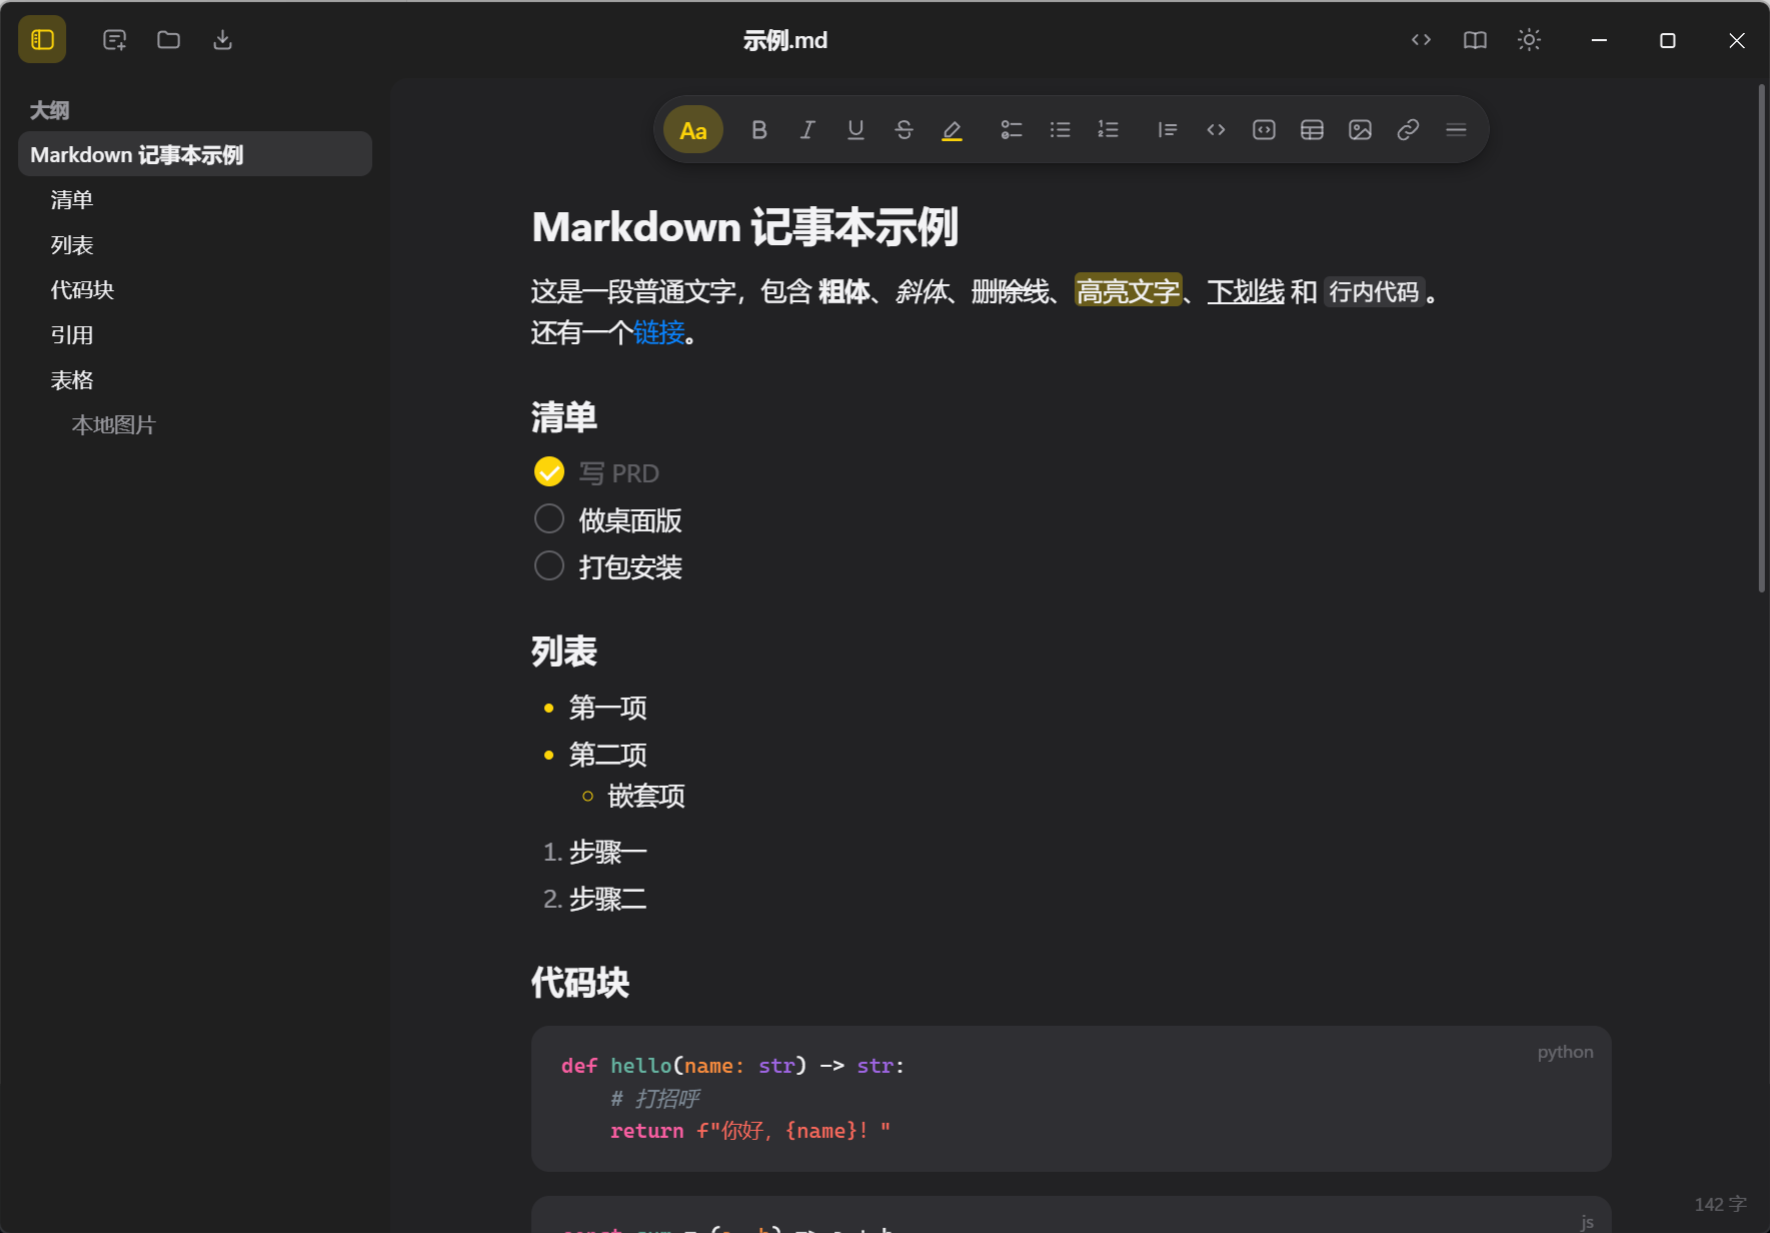 示例.md
大纲
Markdown 记事本示例
清单
列表
代码块
引用
表格
本地图片
Aa B I U S
Markdown 记事本示例
这是一段普通文字，包含 粗体、斜体、删除线、高亮文字、下划线 和 行内代码。
还有一个链接。
清单
写 PRD
做桌面版
打包安装
列表
• 第一项
• 第二项
○ 嵌套项
1. 步骤一
2. 步骤二
代码块
python
def hello(name: str) -> str:
    # 打招呼
    return f"你好，{name}！"
js
142 字